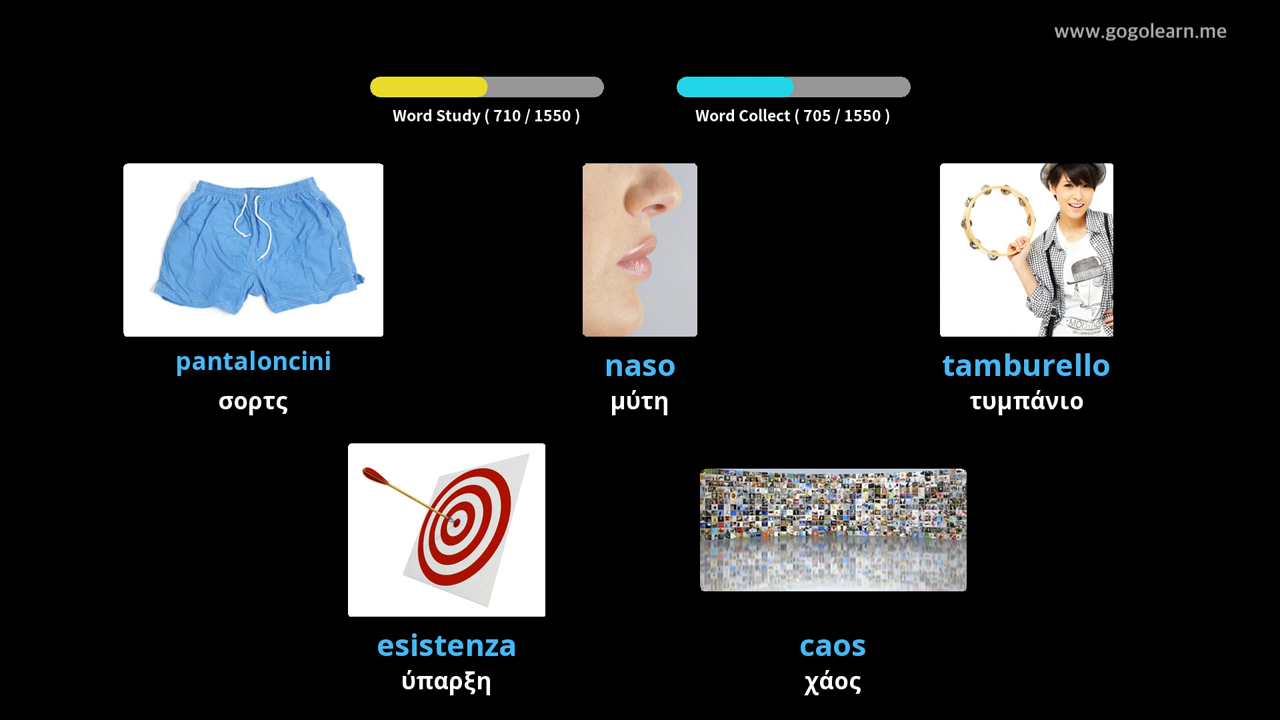 www.gogolearn.me
Word Study ( 710 / 1550 )
Word Collect ( 705 / 1550 )
pantaloncini
naso
tamburello
σορτς
μύτη
τυμπάνιο
esistenza
caos
ύπαρξη
χάος